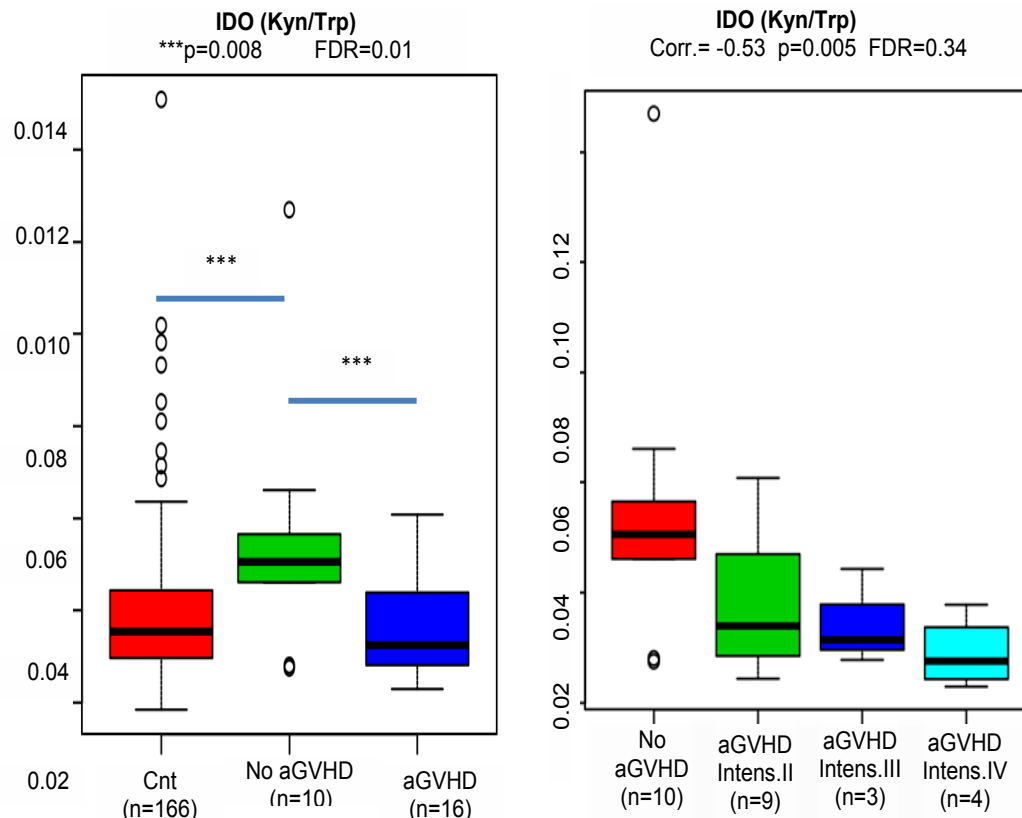 IDO (Kyn/Trp)
***p=0.008 FDR=0.01
0.014
0.012
0.010
0.08
0.06
0.04
0.02
***
***
Cnt
(n=166)
No aGVHD
(n=10)
aGVHD
(n=16)
IDO (Kyn/Trp)
Corr.= -0.53 p=0.005 FDR=0.34
0.12
0.10
0.08
0.06
0.04
0.02
No
aGVHD
(n=10)
aGVHD
Intens.II
(n=9)
aGVHD
Intens.III
(n=3)
aGVHD
Intens.IV
(n=4)